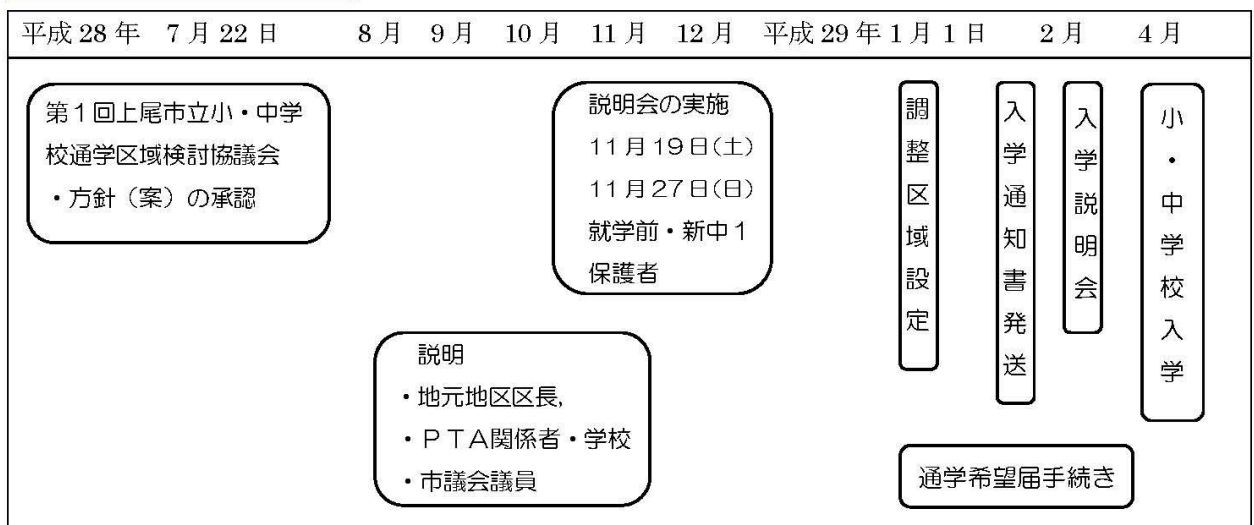 平成28年　7月22日　8月　9月　10月　11月　12月　平成29年1月1日　2月　4月
第1回上尾市立小・中学
校通学区域検討協議会
・方針（案）の承認
説明会の実施
11月19日(土)
11月27日(日)
就学前・新中1
保護者
説明
・地元地区区長,
・PTA関係者・学校
・市議会議員
調整区域設定
入学通知書発送
入学説明会
小・中学校入学
通学希望届手続き